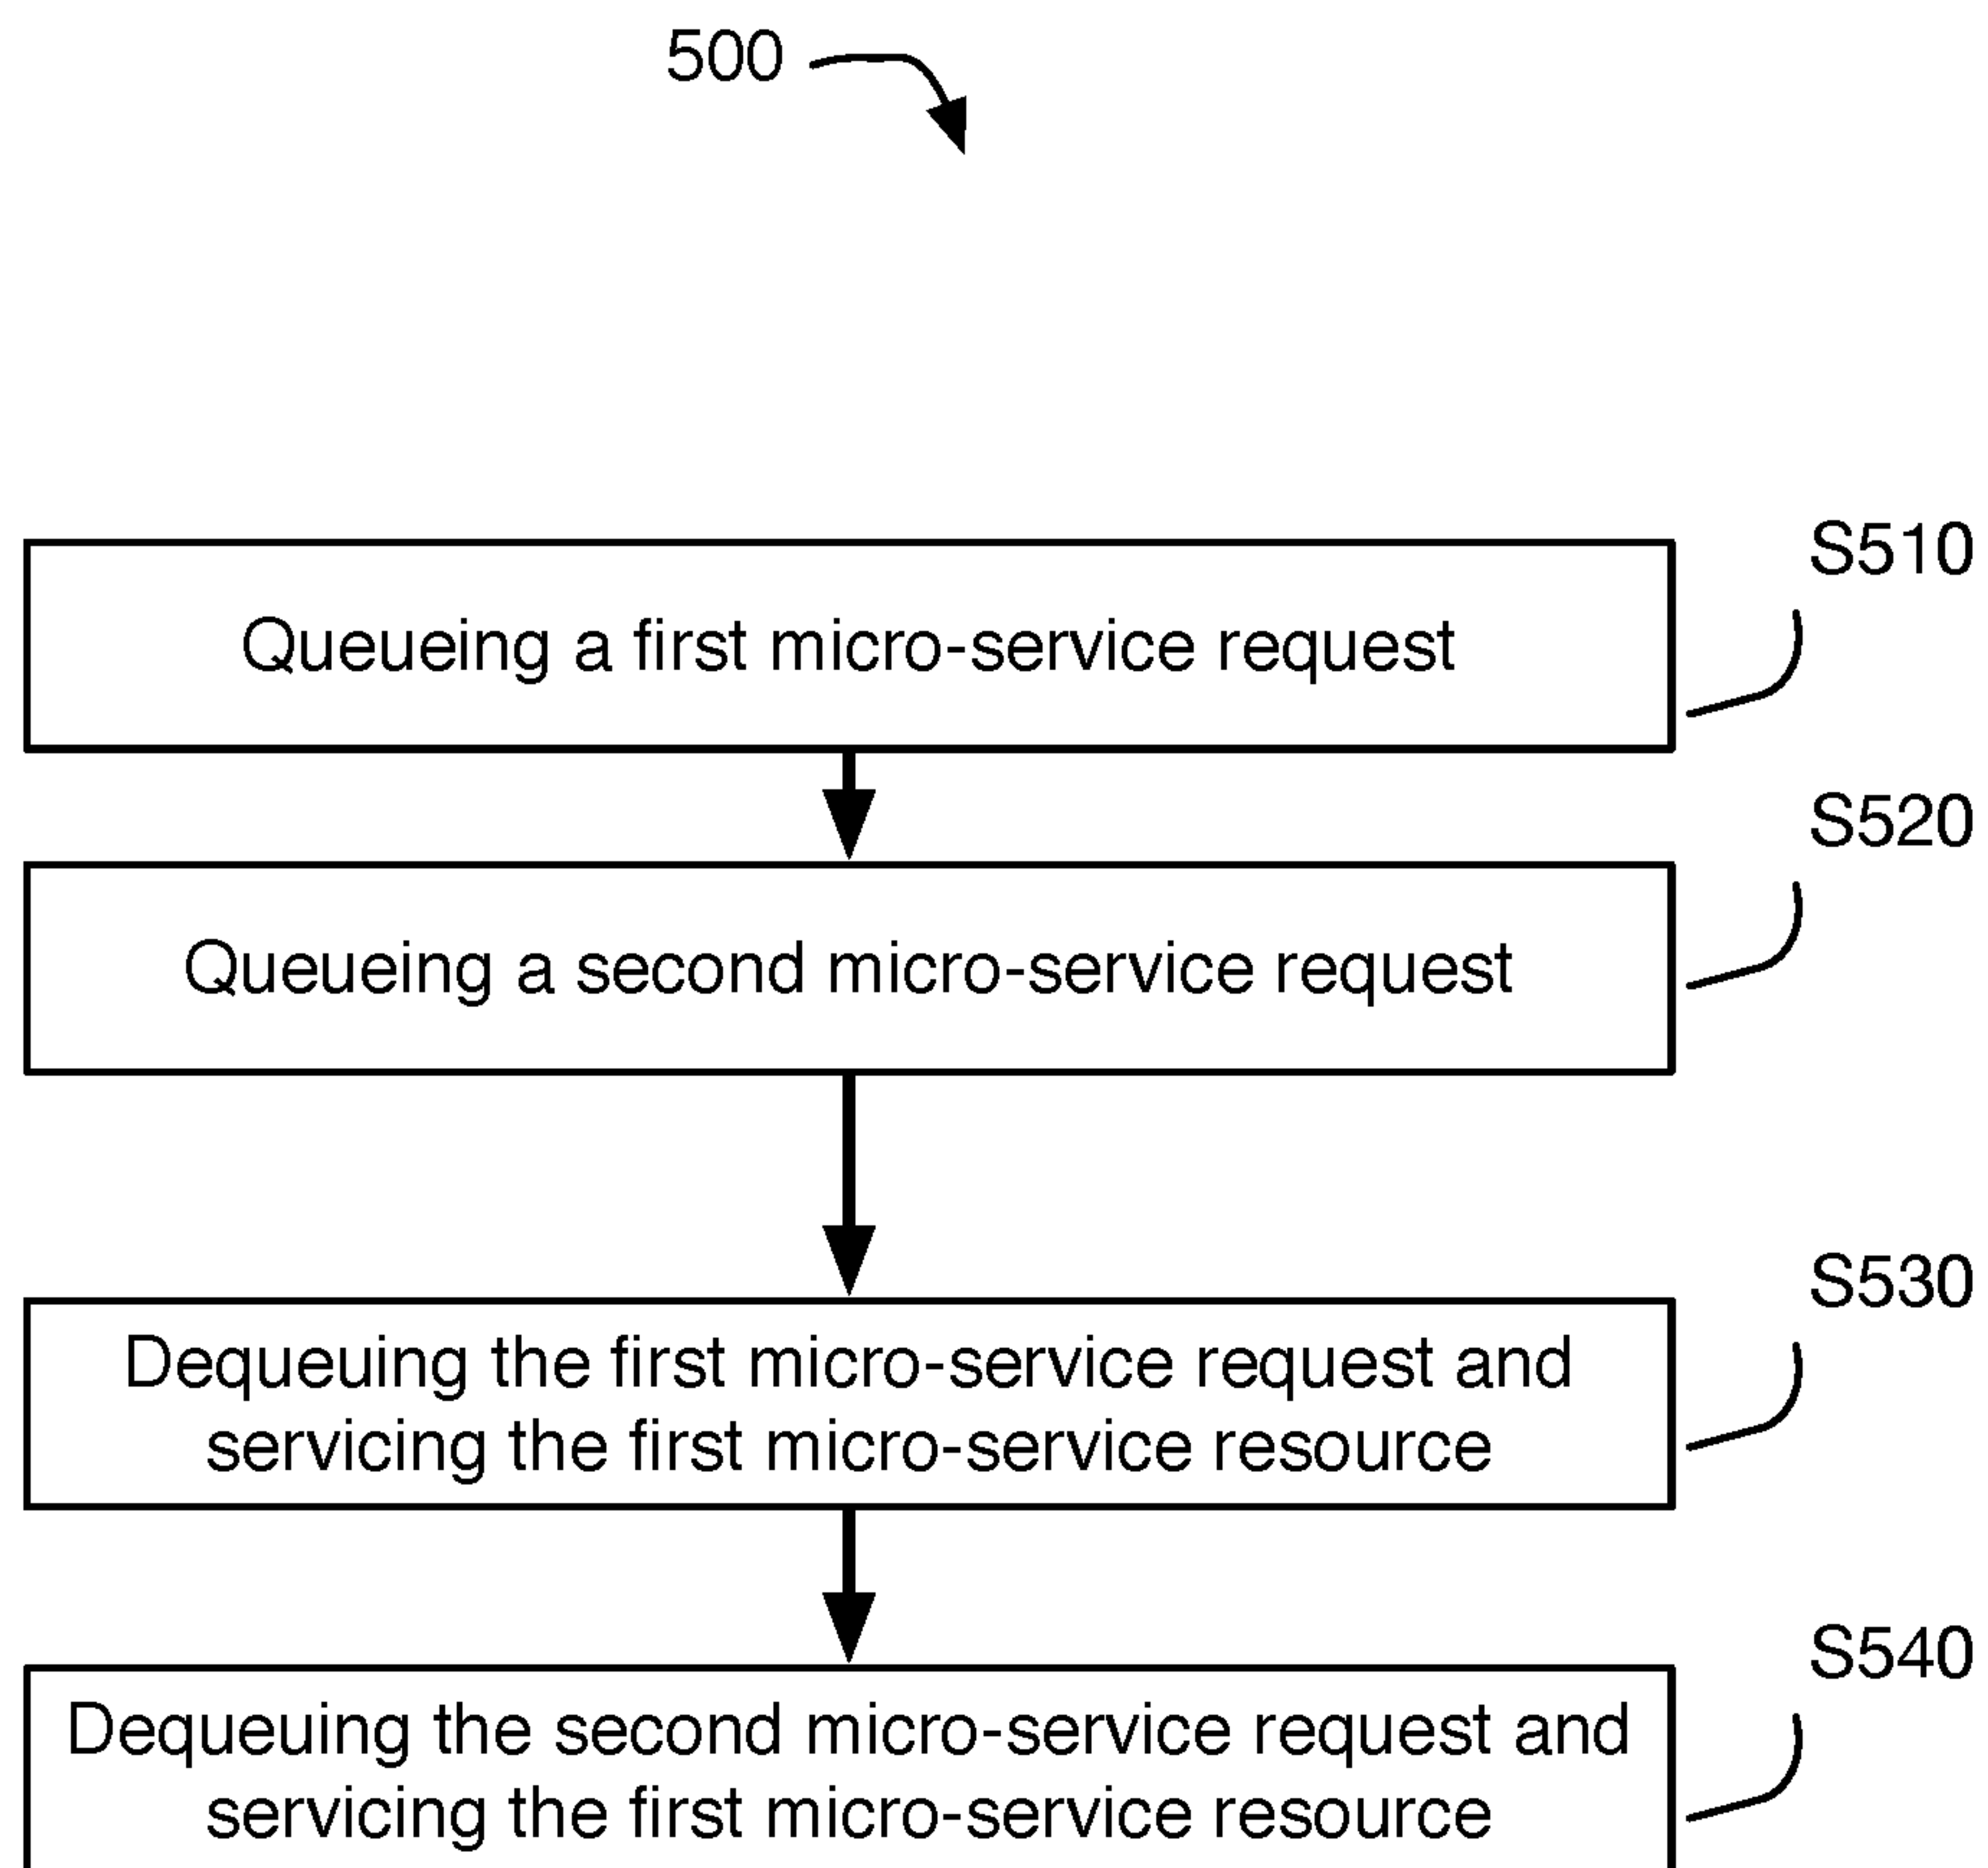 500
S510
Queueing a first micro-service request
S520
Queueing a second micro-service request
S530
Dequeuing the first micro-service request and
servicing the first micro-service resource
S540
Dequeuing the second micro-service request and
servicing the first micro-service resource